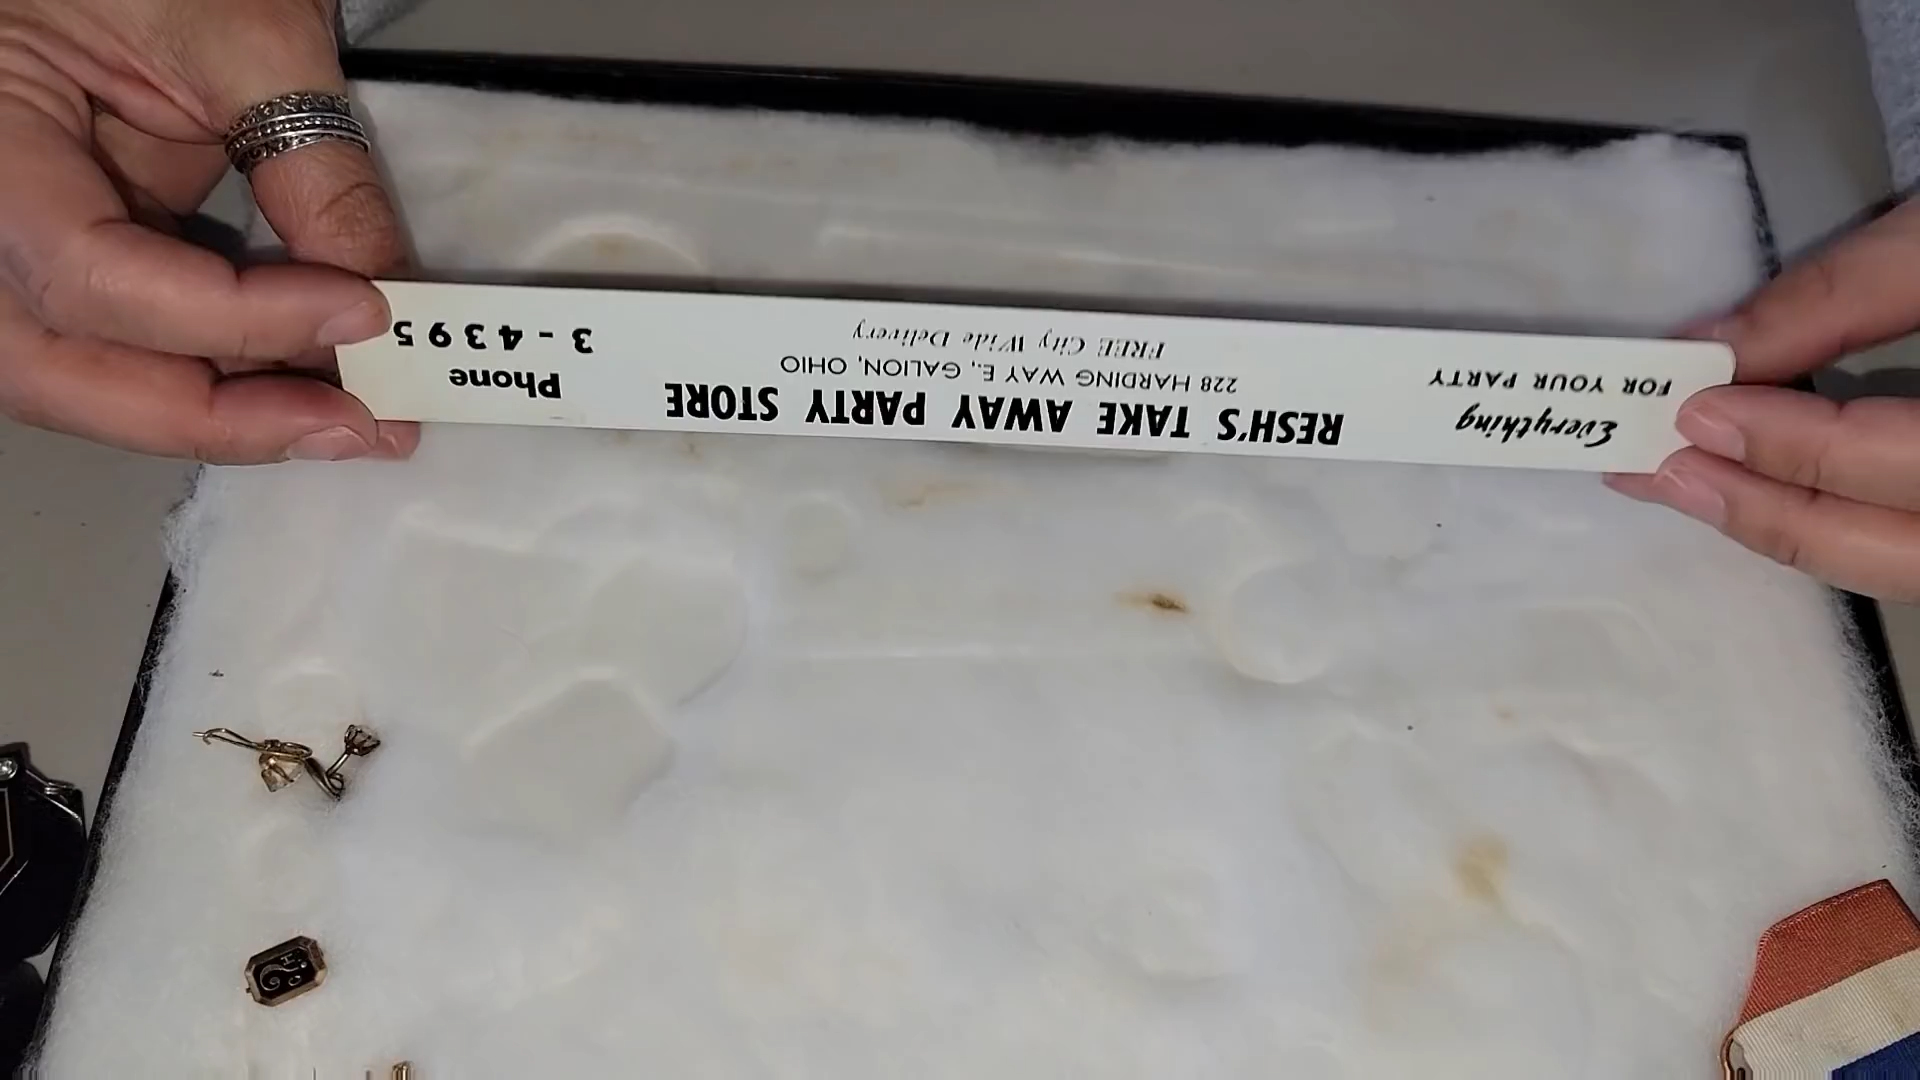 Everything
FOR YOUR PARTY
RESH'S TAKE AWAY PARTY STORE
228 HARDING WAY E., GALION, OHIO
FREE City Wide Delivery
Phone
3-4395